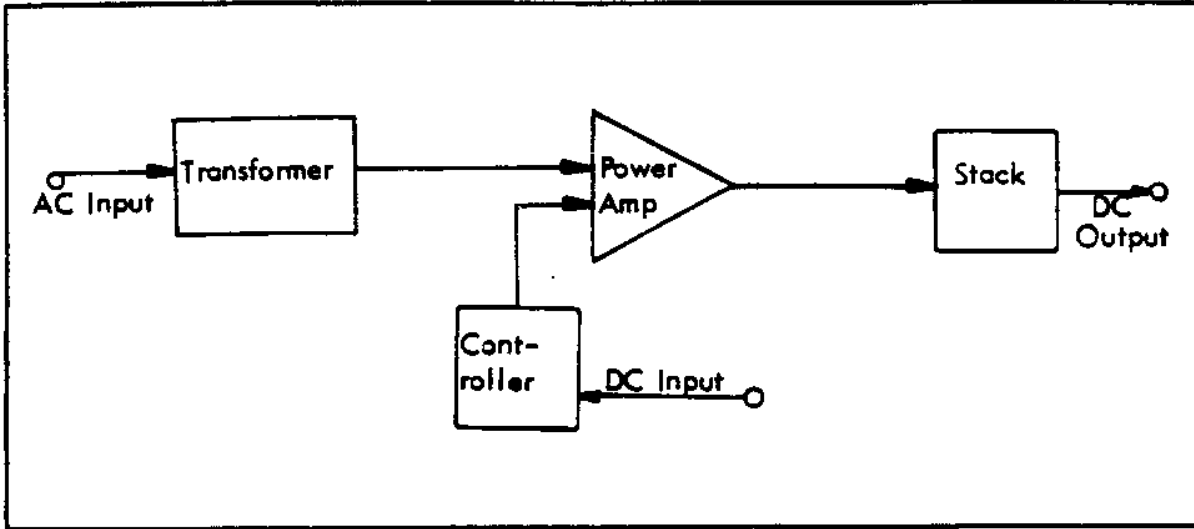 AC Input
Transformer
Power
Amp
Stack
DC
Output
Cont-
roller
DC Input